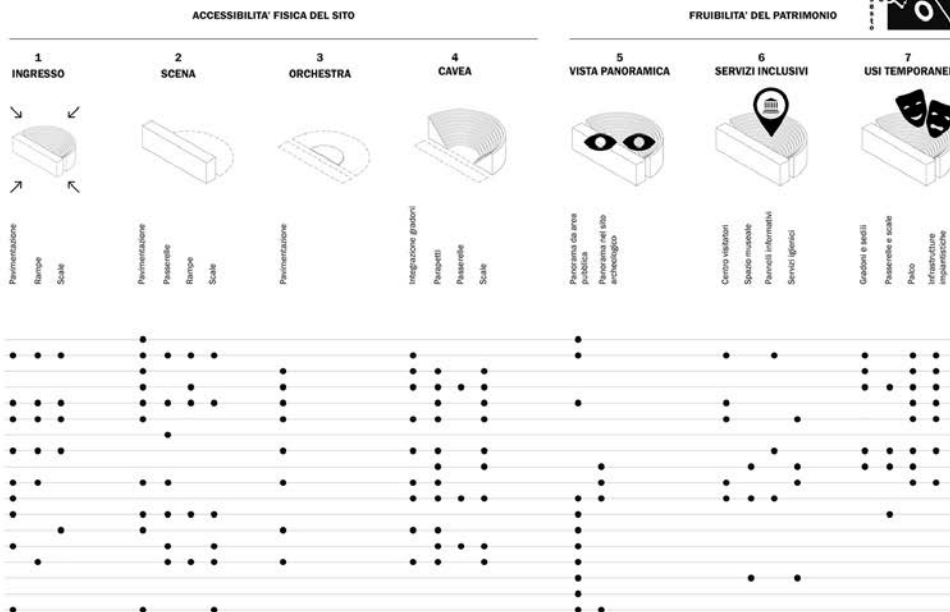 ACCESSIBILITA' FISICA DEL SITO
FRUIBILITA' DEL PATRIMONIO
1
INGRESSO
2
SCENA
3
ORCHESTRA
4
CAVEA
5
VISTA PANORAMICA
6
SERVIZI INCLUSIVI
7
USI TEMPORANEI
Pavimentazione
Rampe
Scale
Pavimentazione
Passerelle
Rampe
Scale
Pavimentazione
Integrazione gradoni
Parapetti
Passerelle
Scale
Panorama da area
pubblica
Panorama nel sito
archeologico
Centro visitatori
Spazio museale
Pannelli informativi
Servizi igienici
Gradoni e sedili
Passerelle e scale
Palco
Infrastrutture
impiantistiche